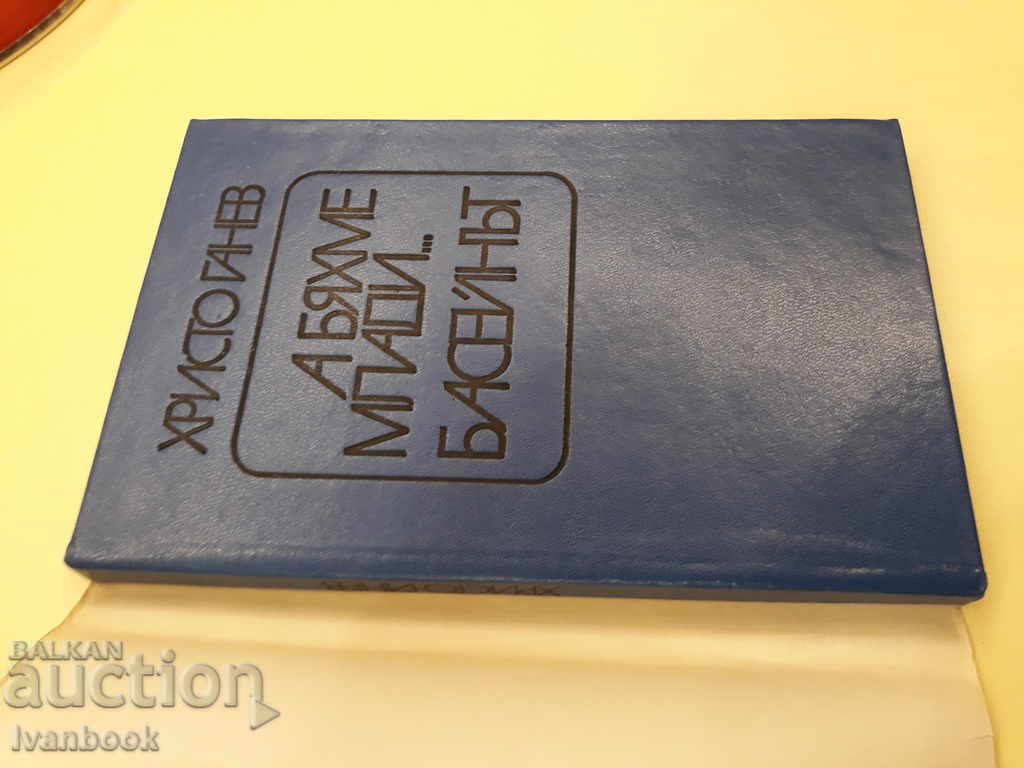 ХРИСТО ГАНЕВ
А БЯХМЕ
МЛАДИ...
БАСЕЙНЪТ
BALKAN
auction
Ivanbook